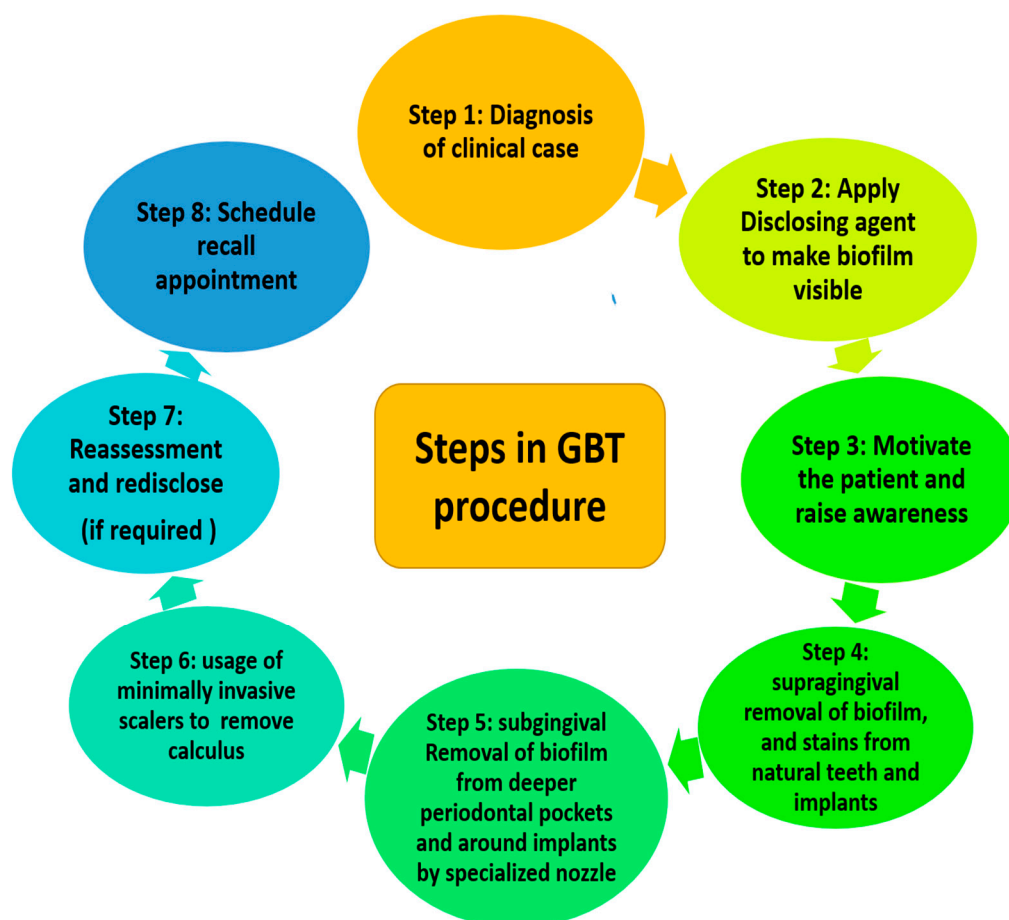 Step 1: Diagnosis
of clinical case
Step 2: Apply
Disclosing agent
to make biofilm
visible
Step 3: Motivate
the patient and
raise awareness
Step 4:
supragingival
removal of biofilm,
and stains from
natural teeth and
implants
Step 5: subgingival
Removal of biofilm
from deeper
periodontal pockets
and around implants
by specialized nozzle
Step 6: usage of
minimally invasive
scalers to remove
calculus
Step 7:
Reassessment
and redisclose
(if required )
Step 8: Schedule
recall
appointment
Steps in GBT
procedure